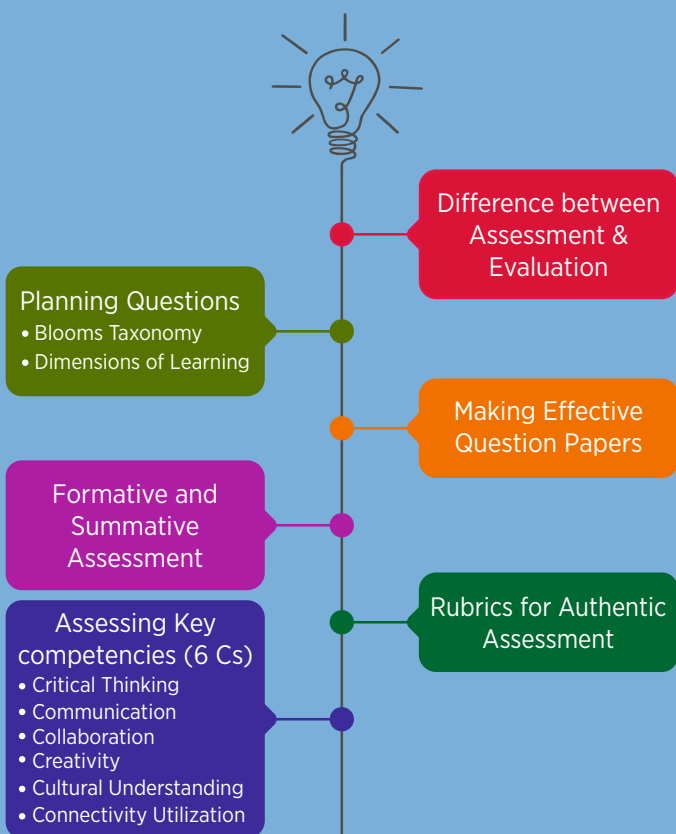 Difference between
Assessment &
Evaluation
Planning Questions
• Blooms Taxonomy
• Dimensions of Learning
Making Effective
Question Papers
Formative and
Summative
Assessment
Rubrics for Authentic
Assessment
Assessing Key
competencies (6 Cs)
• Critical Thinking
• Communication
• Collaboration
• Creativity
• Cultural Understanding
• Connectivity Utilization